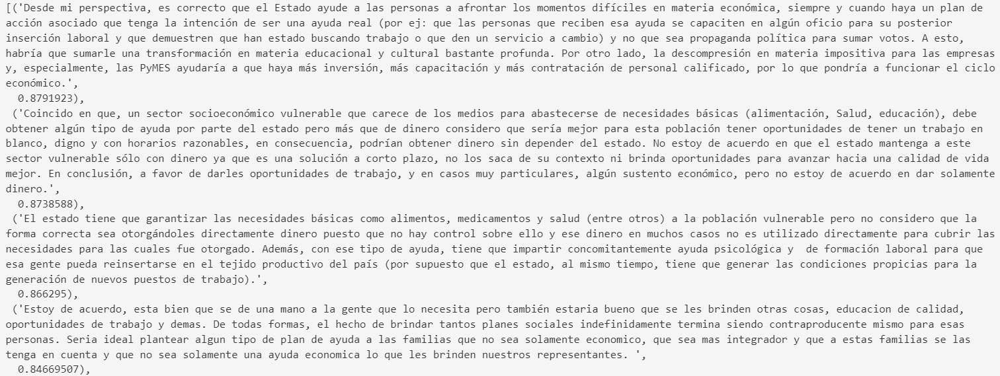 [('Desde mi perspectiva, es correcto que el Estado ayude a las personas a afrontar los momentos difíciles en materia económica, siempre y cuando haya un plan de
acción asociado que tenga la intención de ser una ayuda real (por ej: que las personas que reciben esa ayuda se capaciten en algún oficio para su posterior
inserción laboral y que demuestren que han estado buscando trabajo o que den un servicio a cambio) y no que sea propaganda política para sumar votos. A esto,
habría que sumarle una transformación en materia educacional y cultural bastante profunda. Por otro lado, la descompresión en materia impositiva para las empresas
y, especialmente, las PyMES ayudaría a que haya más inversión, más capacitación y más contratación de personal calificado, por lo que pondría a funcionar el ciclo
económico.',
0.8791923),
('Coincido en que, un sector socioeconómico vulnerable que carece de los medios para abastecerse de necesidades básicas (alimentación, Salud, educación), debe
obtener algún tipo de ayuda por parte del estado pero más que de dinero considero que sería mejor para esta población tener oportunidades de tener un trabajo en
blanco, digno y con horarios razonables, en consecuencia, podrían obtener dinero sin depender del estado. No estoy de acuerdo en que el estado mantenga a este
sector vulnerable sólo con dinero ya que es una solución a corto plazo, no los saca de su contexto ni brinda oportunidades para avanzar hacia una calidad de vida
mejor. En conclusión, a favor de darles oportunidades de trabajo, y en casos muy particulares, algún sustento económico, pero no estoy de acuerdo en dar solamente
dinero.',
0.8738588),
('El estado tiene que garantizar las necesidades básicas como alimentos, medicamentos y salud (entre otros) a la población vulnerable pero no considero que la
forma correcta sea otorgándoles directamente dinero puesto que no hay control sobre ello y ese dinero en muchos casos no es utilizado directamente para cubrir las
necesidades para las cuales fue otorgado. Además, con ese tipo de ayuda, tiene que impartir concomitantemente ayuda psicológica y  de formación laboral para que
esa gente pueda reinsertarse en el tejido productivo del país (por supuesto que el estado, al mismo tiempo, tiene que generar las condiciones propicias para la
generación de nuevos puestos de trabajo).',
0.866295),
('Estoy de acuerdo, esta bien que se de una mano a la gente que lo necesita pero también estaria bueno que se les brinden otras cosas, educacion de calidad,
oportunidades de trabajo y demas. De todas formas, el hecho de brindar tantos planes sociales indefinidamente termina siendo contraproducente mismo para esas
personas. Seria ideal plantear algun tipo de plan de ayuda a las familias que no sea solamente economico, que sea mas integrador y que a estas familias se las
tenga en cuenta y que no sea solamente una ayuda economica lo que les brinden nuestros representantes. ',
0.84669507),